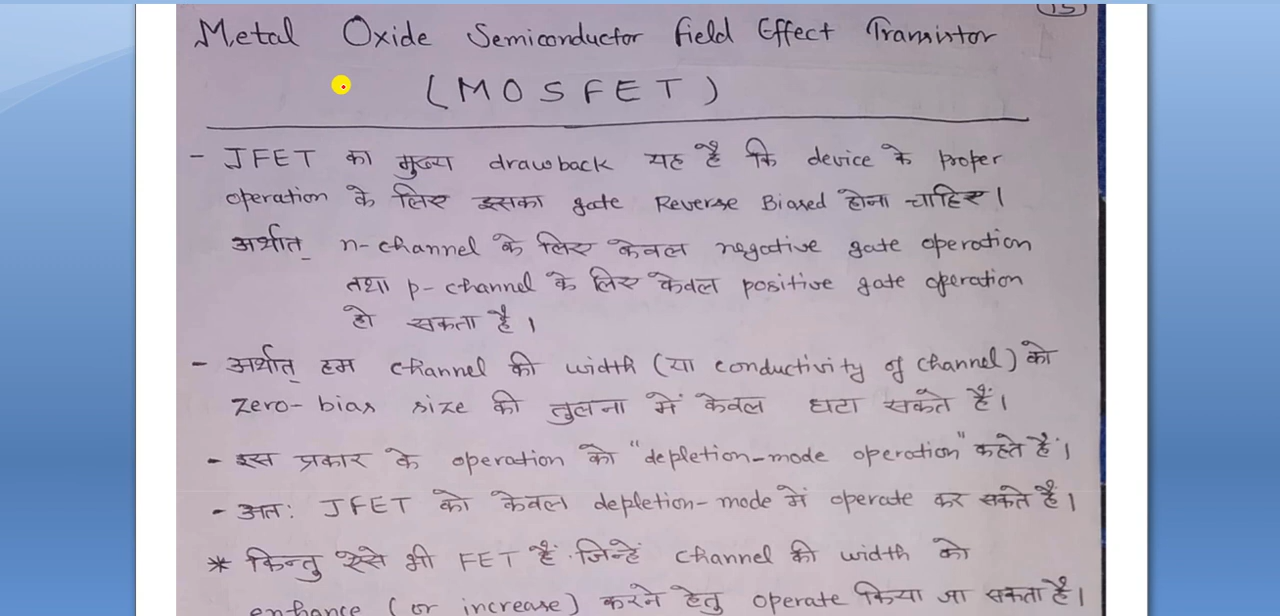 15
Metal Oxide Semiconductor Field Effect Transistor
(MOSFET)
- JFET का मुख्य drawback यह है कि device के proper
operation के लिए इसका gate Reverse Biased होना चाहिए।
अर्थात् n-channel के लिए केवल negative gate operation
तथा p-channel के लिए केवल positive gate operation
हो सकता है।
- अर्थात् हम channel की width (या conductivity of channel) को
zero-bias size की तुलना में केवल घटा सकते हैं।
- इस प्रकार के operation को "depletion-mode operation" कहते है।
- अत: JFET को केवल depletion-mode में operate कर सकते है।
* किन्तु ऐसे भी FET हैं जिन्हें channel की width को
enhance (or increase) करने हेतु operate किया जा सकता है।